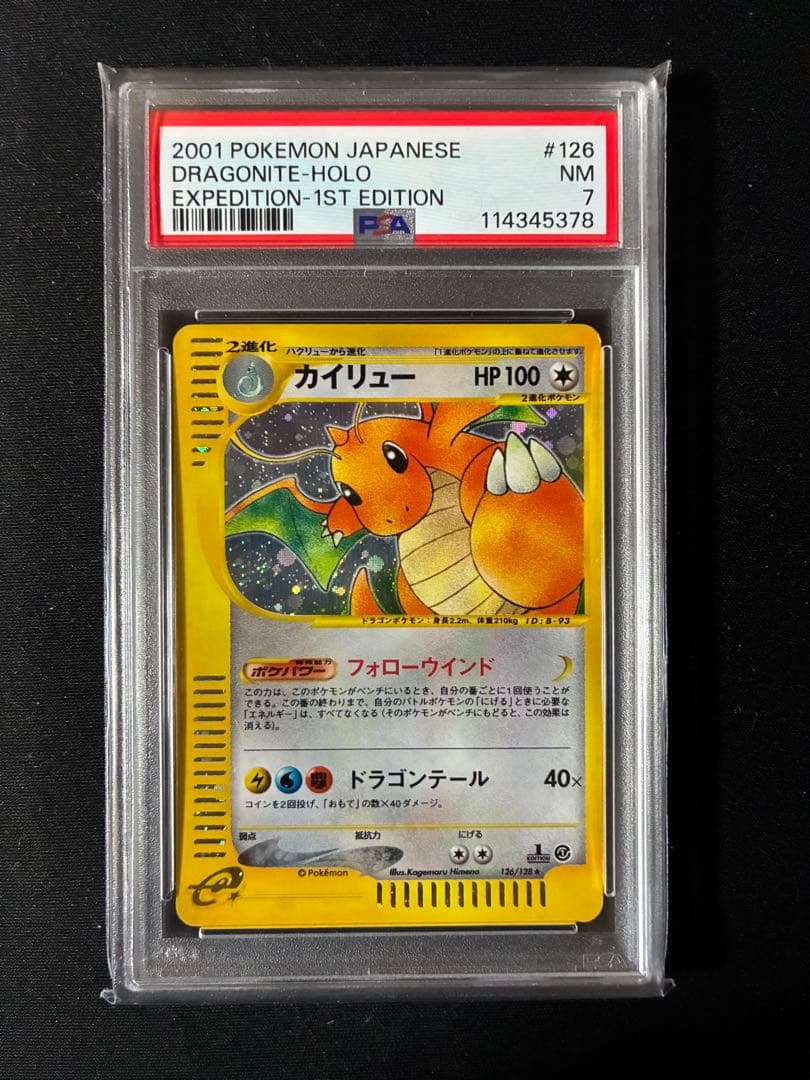 2001 POKEMON JAPANESE #126
DRAGONITE-HOLO NM
EXPEDITION-1ST EDITION 7
PSA 114345378
2進化 ハクリューから進化 「1進化ポケモン」の上に重ねて進化させます。
カイリュー HP100
2進化ポケモン
ドラゴンポケモン：身長2.2m、体重210kg ID：B-93
ポケパワー 特殊能力 フォローウインド
この力は、このポケモンがベンチにいるとき、自分の番ごとに1回使うことが
できる。この番の終わりまで、自分のバトルポケモンの「にげる」ときに必要な
「エネルギー」は、すべてなくなる（そのポケモンがベンチにもどると、この効果は
消える）。
ドラゴンテール 40×
コインを2回投げ、「おもて」の数×40ダメージ。
弱点 抵抗力 にげる
1 EDITION
©Pokémon Illus.Kagemaru Himeno 126/128★
e
PSA